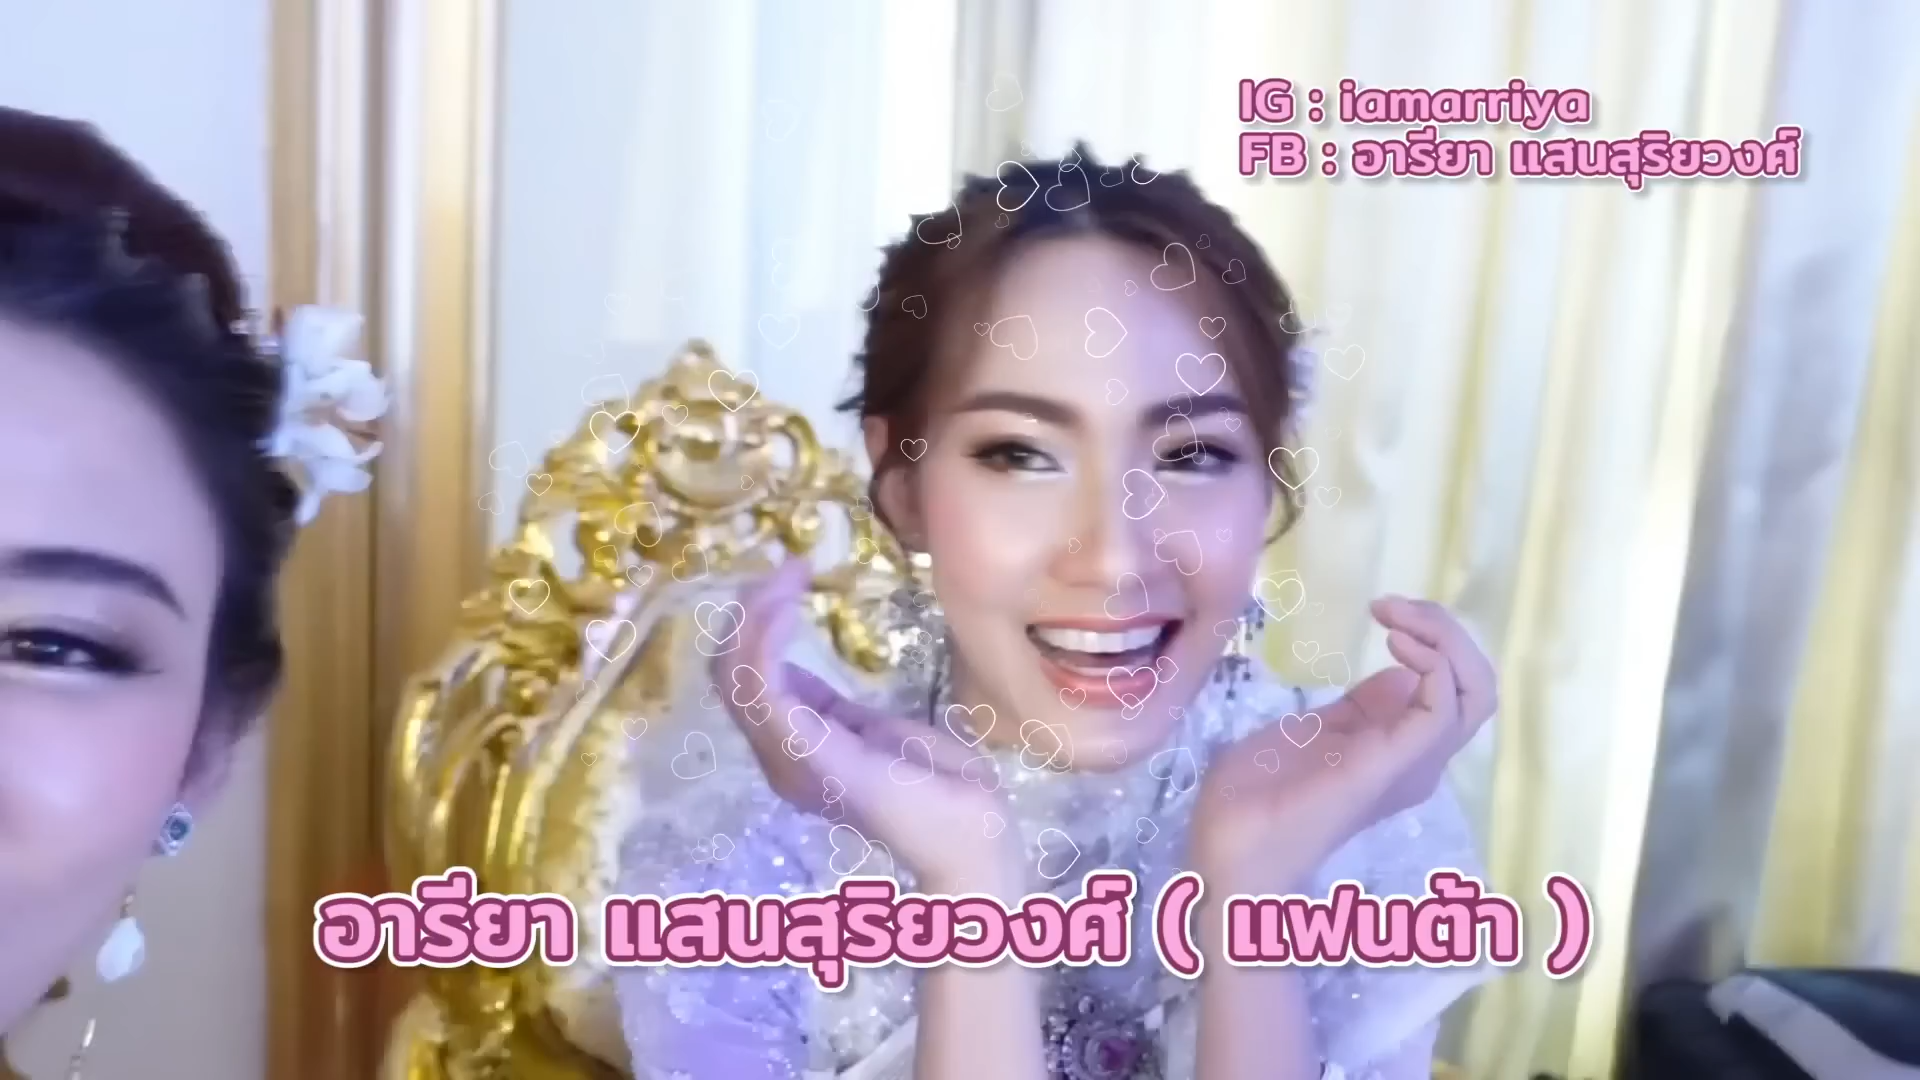 IG : iamarriya
FB : อารียา แสนสุริยวงศ์
อารียา แสนสุริยวงศ์ ( แฟนต้า )